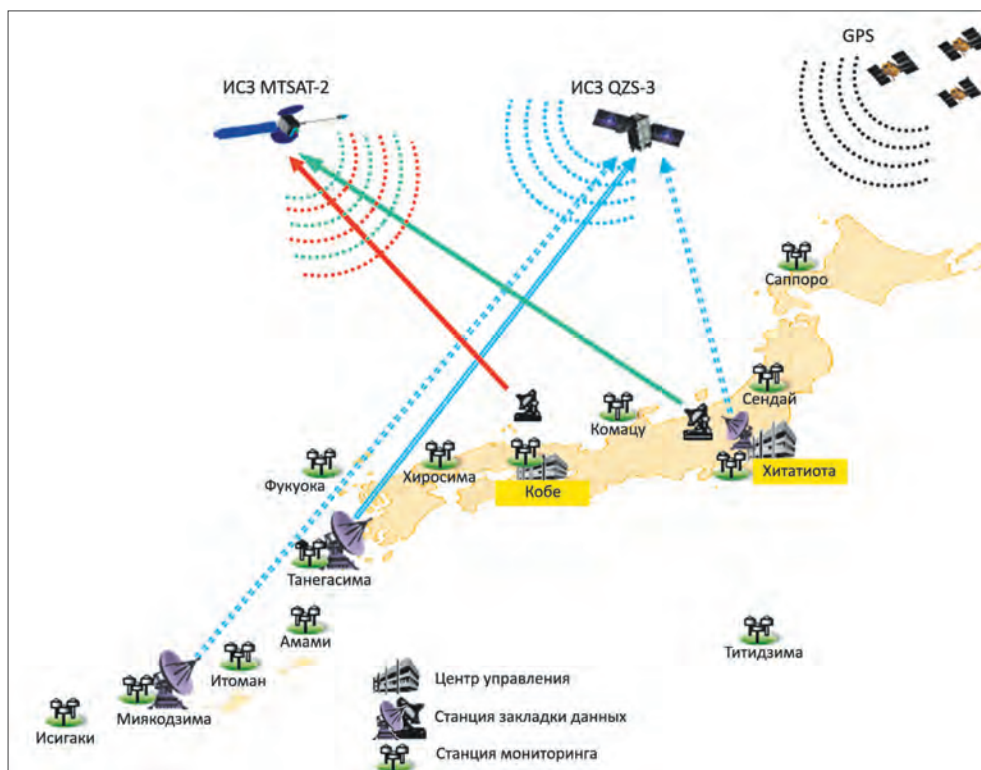 GPS
ИСЗ MTSAT-2
ИСЗ QZS-3
Саппоро
Сендай
Комацу
Хитатиота
Фукуока
Хиросима
Кобе
Танегасима
Амами
Титидзима
Итоман
Миякодзима
Исигаки
Центр управления
Станция закладки данных
Станция мониторинга